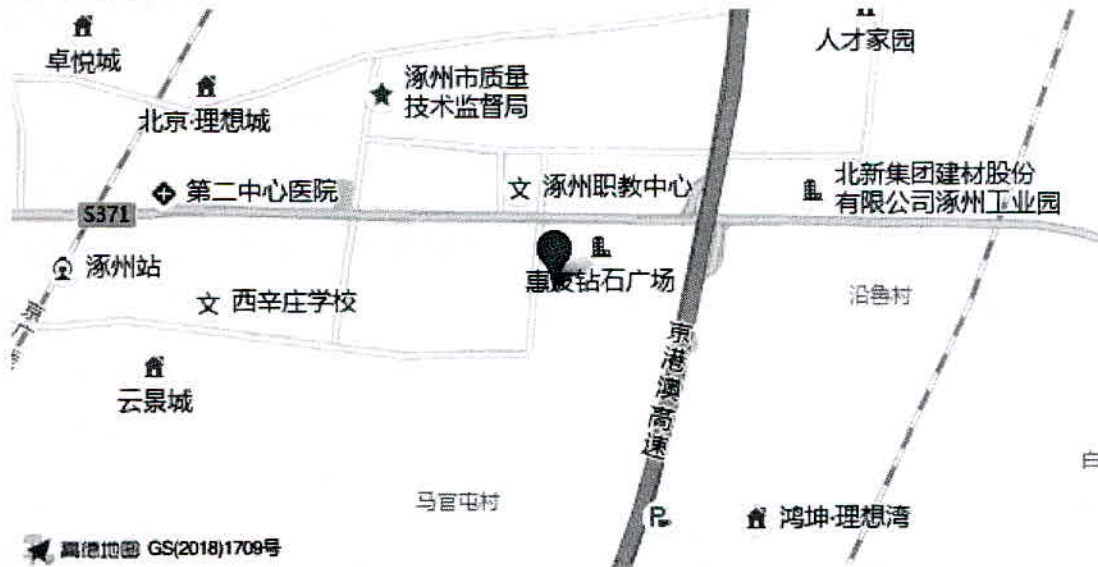 卓悦城
人才家园
涿州市质量
技术监督局
北京·理想城
第二中心医院
涿州职教中心
北新集团建材股份
有限公司涿州工业园
S371
涿州站
惠友钻石广场
西辛庄学校
沿鲁村
京广
云景城
京港澳高速
马官屯村
鸿坤·理想湾
白
高德地图 GS(2018)1709号